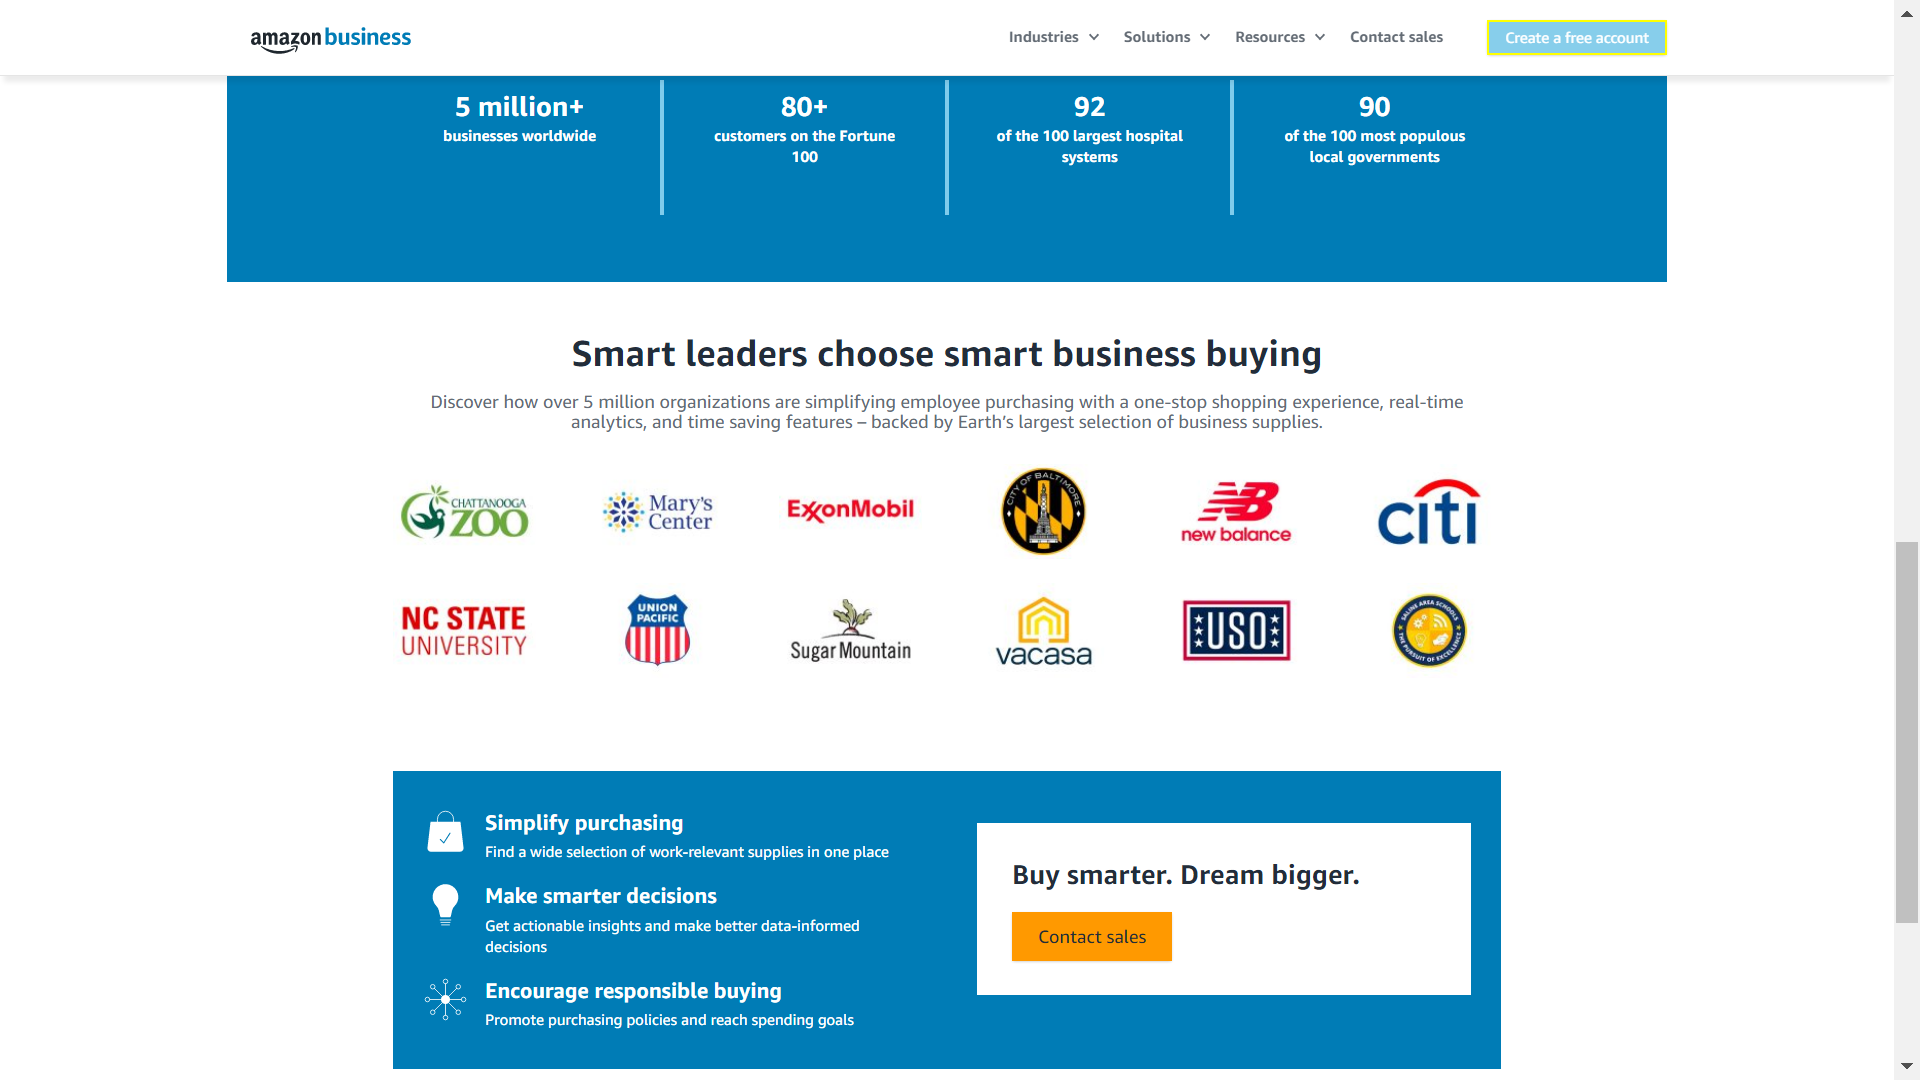 amazon business
Industries
Solutions
Resources
Contact sales
Create a free account
5 million+
businesses worldwide
80+
customers on the Fortune
100
92
of the 100 largest hospital
systems
90
of the 100 most populous
local governments
Smart leaders choose smart business buying
Discover how over 5 million organizations are simplifying employee purchasing with a one-stop shopping experience, real-time
analytics, and time saving features – backed by Earth’s largest selection of business supplies.
CHATTANOOGA
ZOO
Mary's
Center
ExxonMobil
CITY OF BALTIMORE
NB
new balance
citi
NC STATE
UNIVERSITY
UNION
PACIFIC
Sugar Mountain
vacasa
USO
SALINE AREA SCHOOLS
THE PURSUIT OF EXCELLENCE
Simplify purchasing
Find a wide selection of work-relevant supplies in one place
Make smarter decisions
Get actionable insights and make better data-informed
decisions
Encourage responsible buying
Promote purchasing policies and reach spending goals
Buy smarter. Dream bigger.
Contact sales